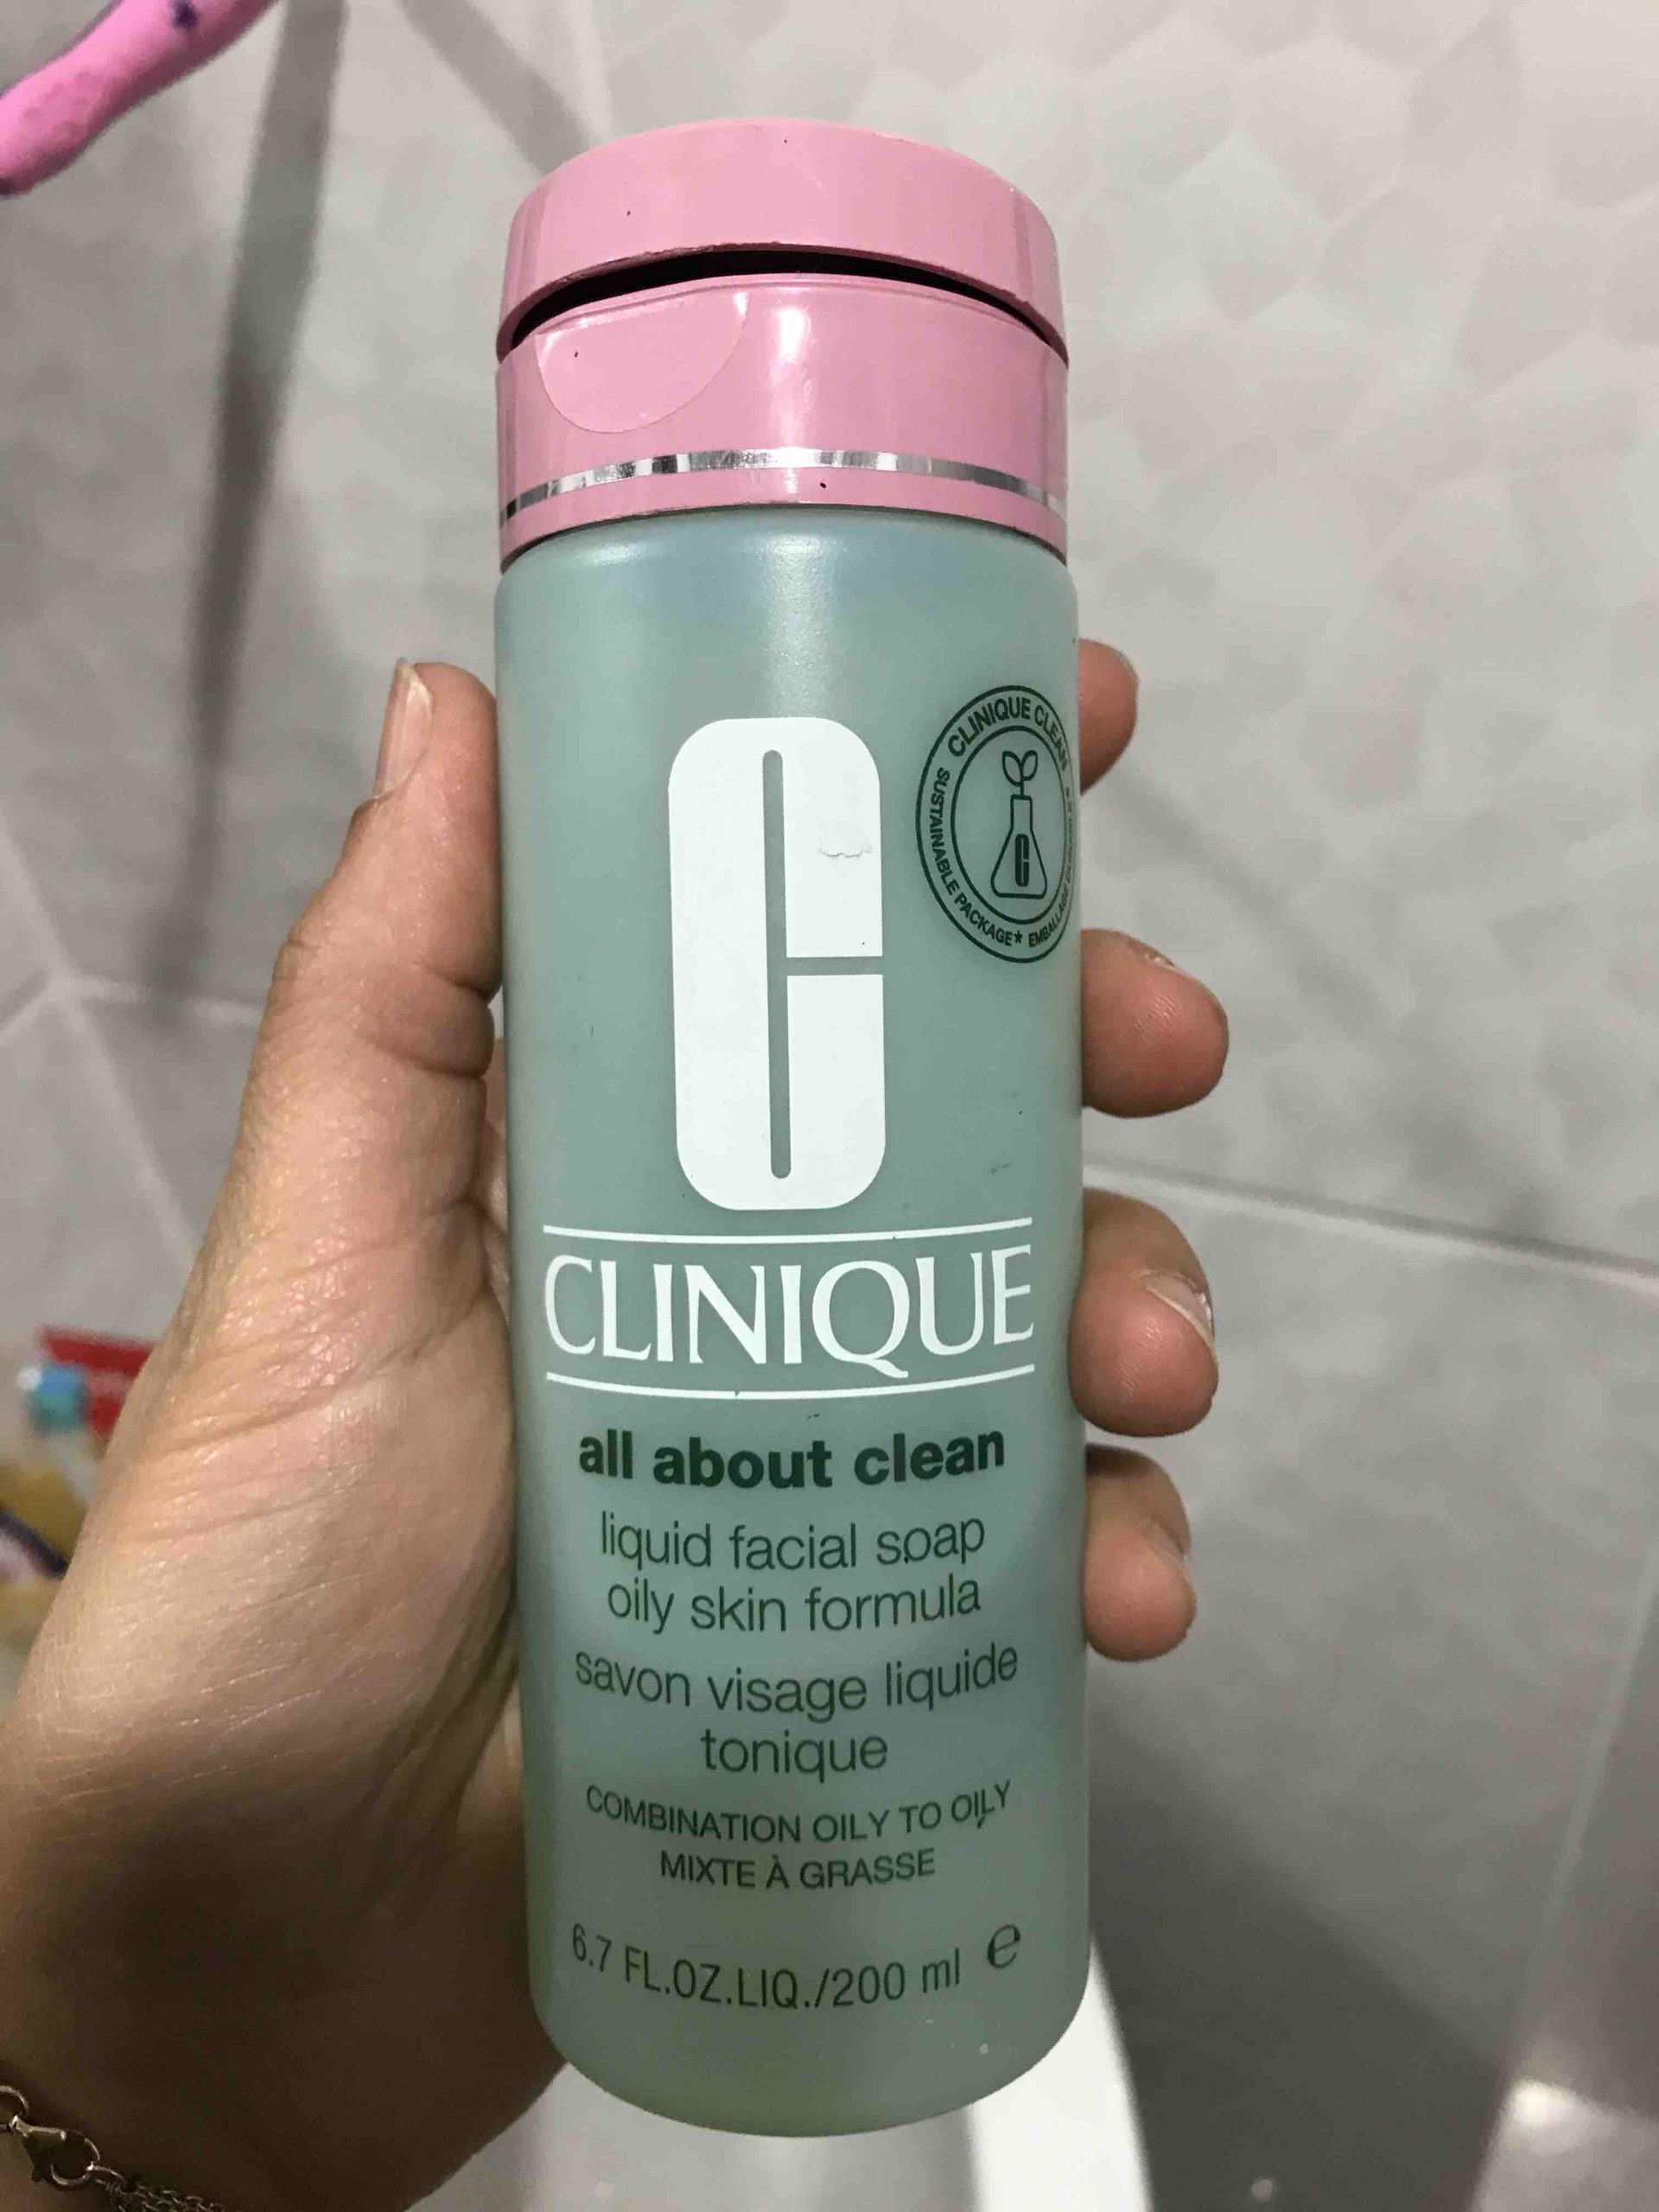 C
CLINIQUE CLEAN
SUSTAINABLE PACKAGE*
C
CLINIQUE
all about clean
liquid facial soap
oily skin formula
savon visage liquide
tonique
COMBINATION OILY TO OILY
MIXTE À GRASSE
6.7 FL.OZ.LIQ./200 ml e